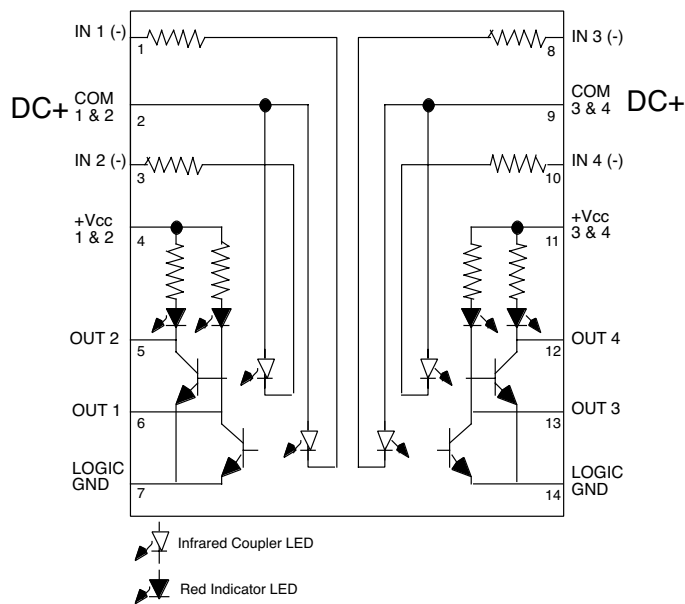 IN 1 (-)
1
DC+
COM
1 & 2
2
IN 2 (-)
3
+Vcc
1 & 2
4
OUT 2
5
OUT 1
6
LOGIC
GND
7
IN 3 (-)
8
COM
3 & 4
DC+
9
IN 4 (-)
10
+Vcc
3 & 4
11
OUT 4
12
OUT 3
13
LOGIC
GND
14
Infrared Coupler LED
Red Indicator LED